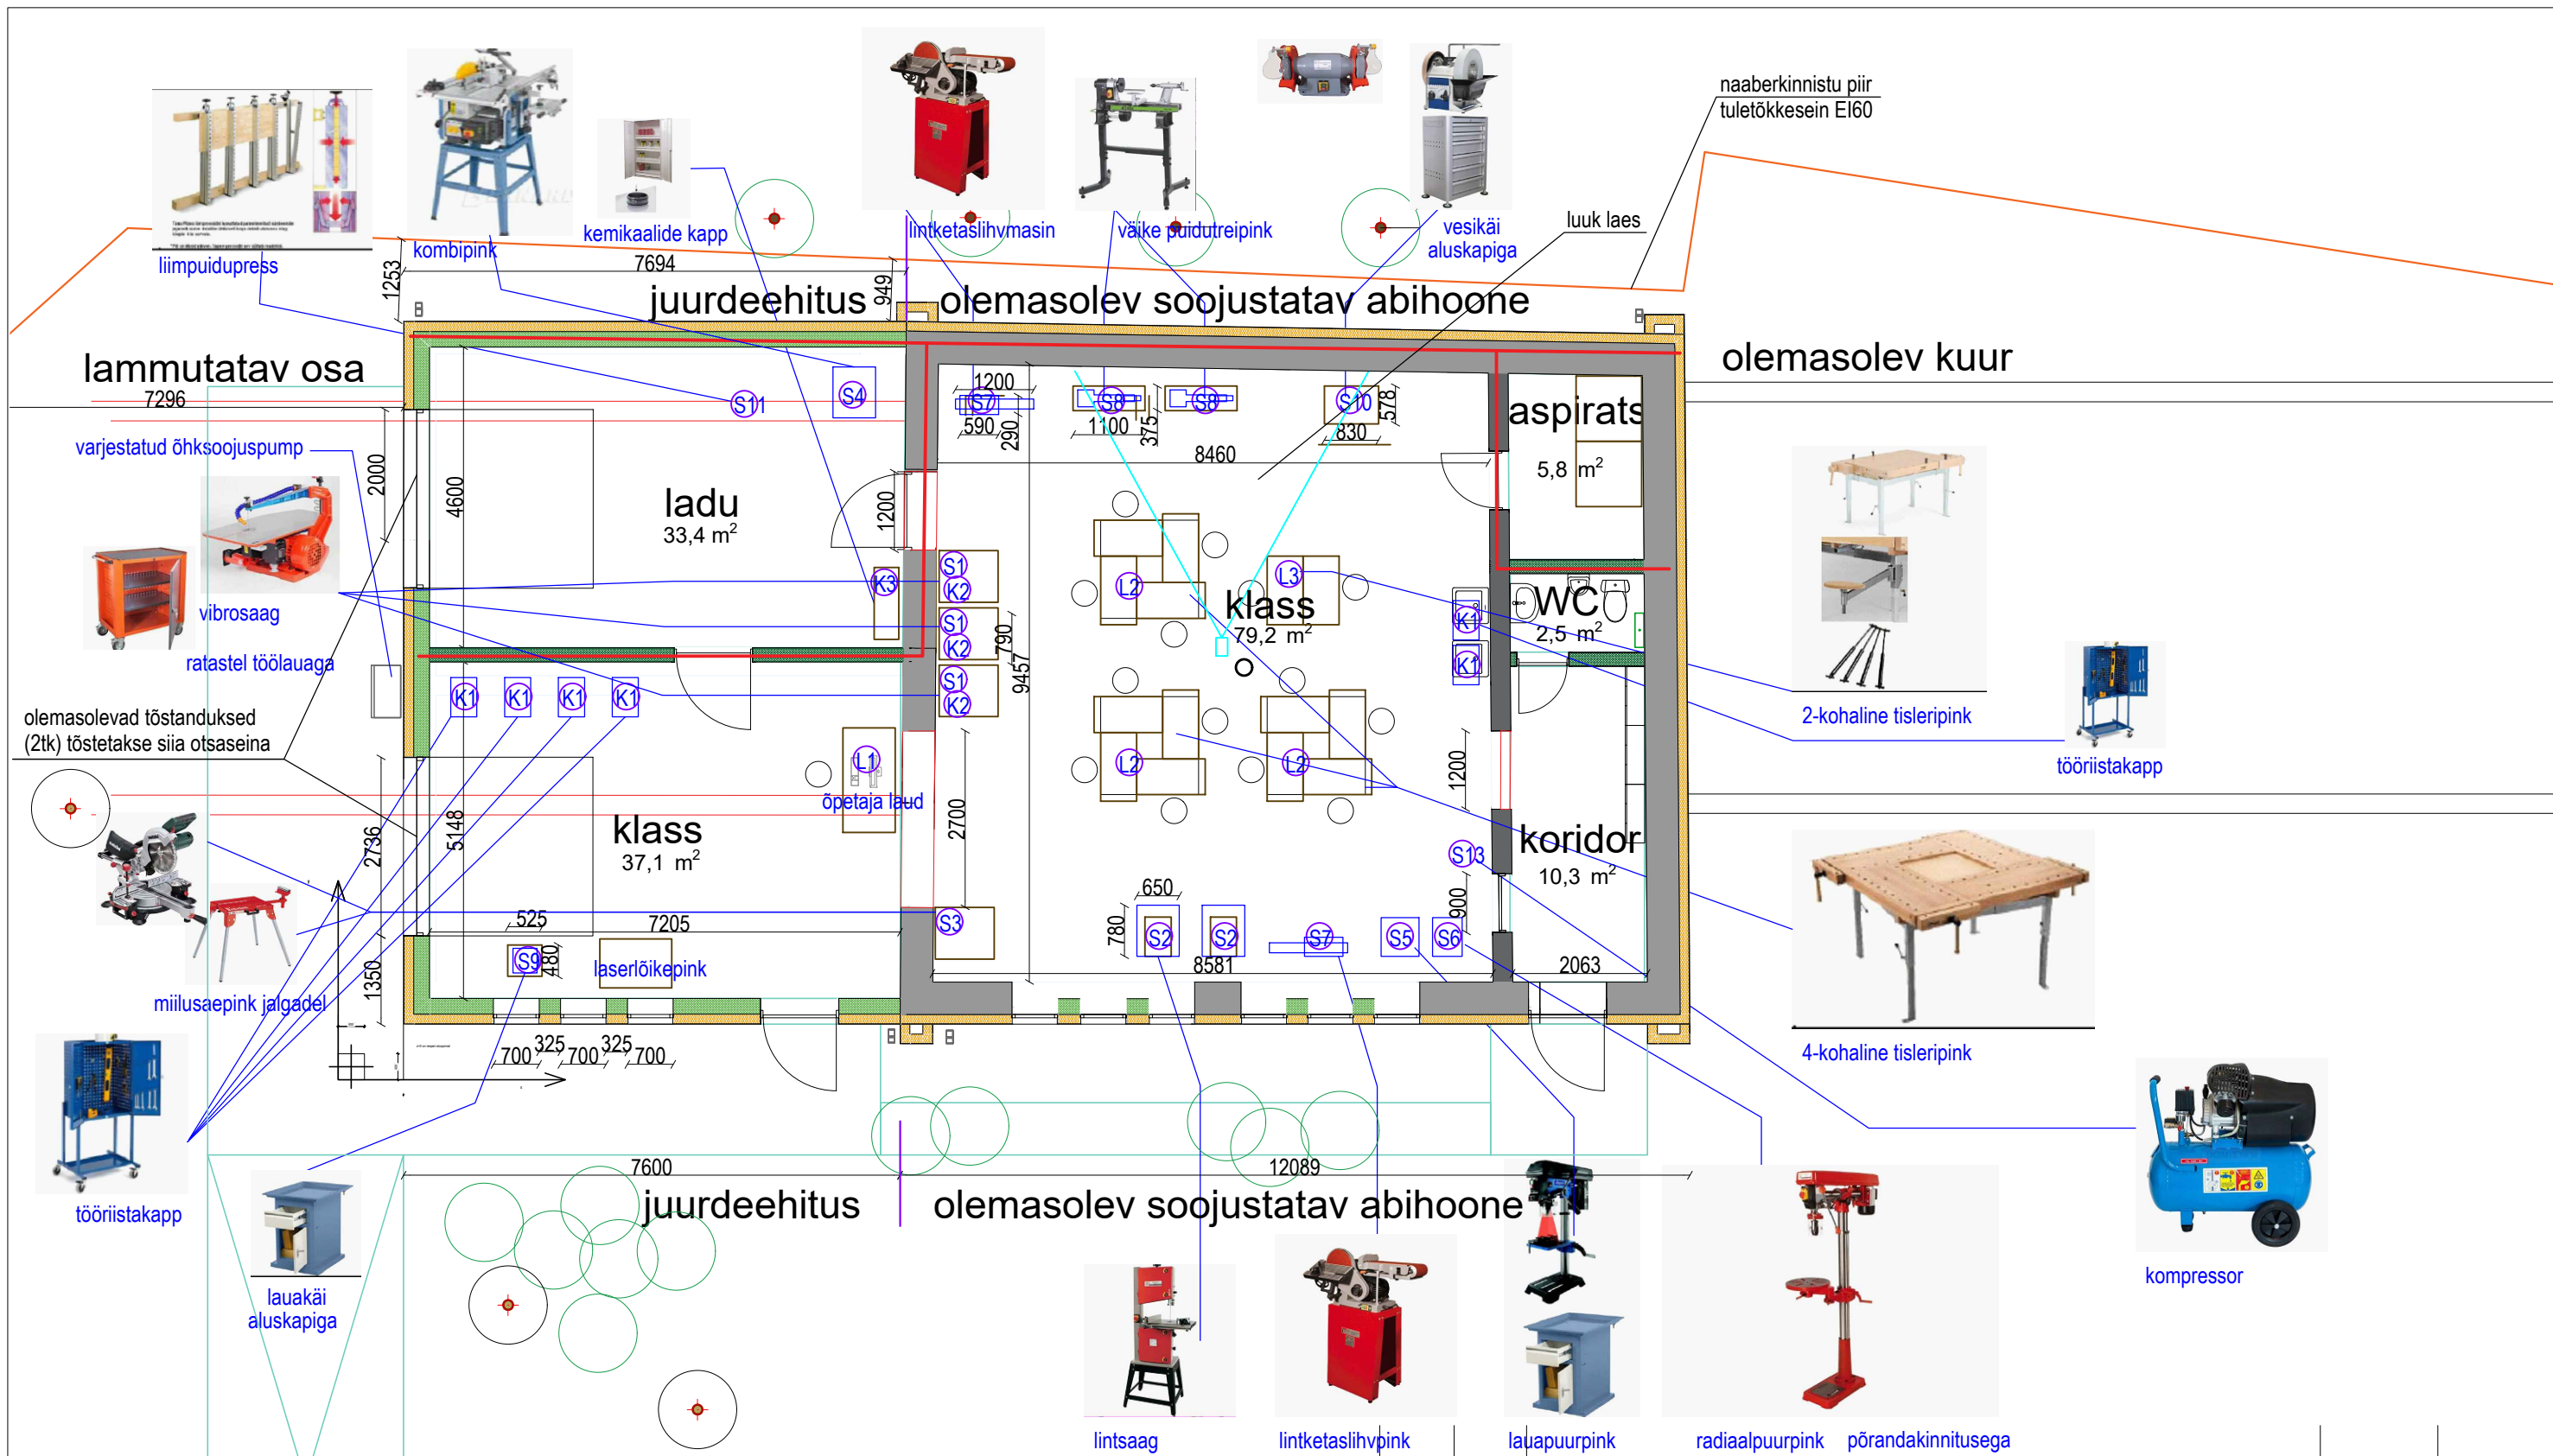 naaberkinnistu piir
tuletõkkesein EI60
luuk laes
liimpuidupress
kombipink
kemikaalide kapp
lintketaslihvmasin
väike puidutreipink
vesikäi
aluskapiga
1253
7694
949
juurdeehitus
olemasolev soojustatav abihoone
lammutatav osa
7296
olemasolev kuur
varjestatud õhksoojuspump
2000
4600
S11
S4
1200
S7
590
290
S8
1100
375
S8
S10
578
830
8460
aspirats
5,8 m²
ladu
33,4 m²
1200
vibrosaag
ratastel töölauaga
K3
S1
K2
S1
K2
S1
K2
790
9457
L2
L3
klass
79,2 m²
K1
K1
WC
2,5 m²
2-kohaline tisleripink
tööriistakapp
olemasolevad tõstanduksed
(2tk) tõstetakse siia otsaseina
K1
K1
K1
K1
L1
õpetaja laud
L2
L2
1200
2700
2736
5148
klass
37,1 m²
koridor
10,3 m²
S13
900
650
780
S2
S2
S7
S5
S6
S3
525
7205
S9
480
laserlõikepink
8581
2063
1350
miilusaepink jalgadel
700
325
700
325
700
4-kohaline tisleripink
7600
12089
juurdeehitus
olemasolev soojustatav abihoone
tööriistakapp
lauakäi
aluskapiga
kompressor
lintsaag
lintketaslihvpink
lauapuurpink
radiaalpuurpink
põrandakinnitusega